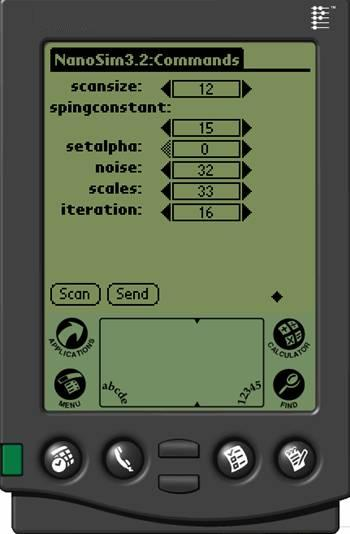 NanoSim3.2:Commands
scansize: 12
spingconstant:
15
setalpha: 0
noise: 32
scales: 33
iteration: 16
Scan Send
APPLICATIONS CALCULATOR
MENU abcde 12345 FIND